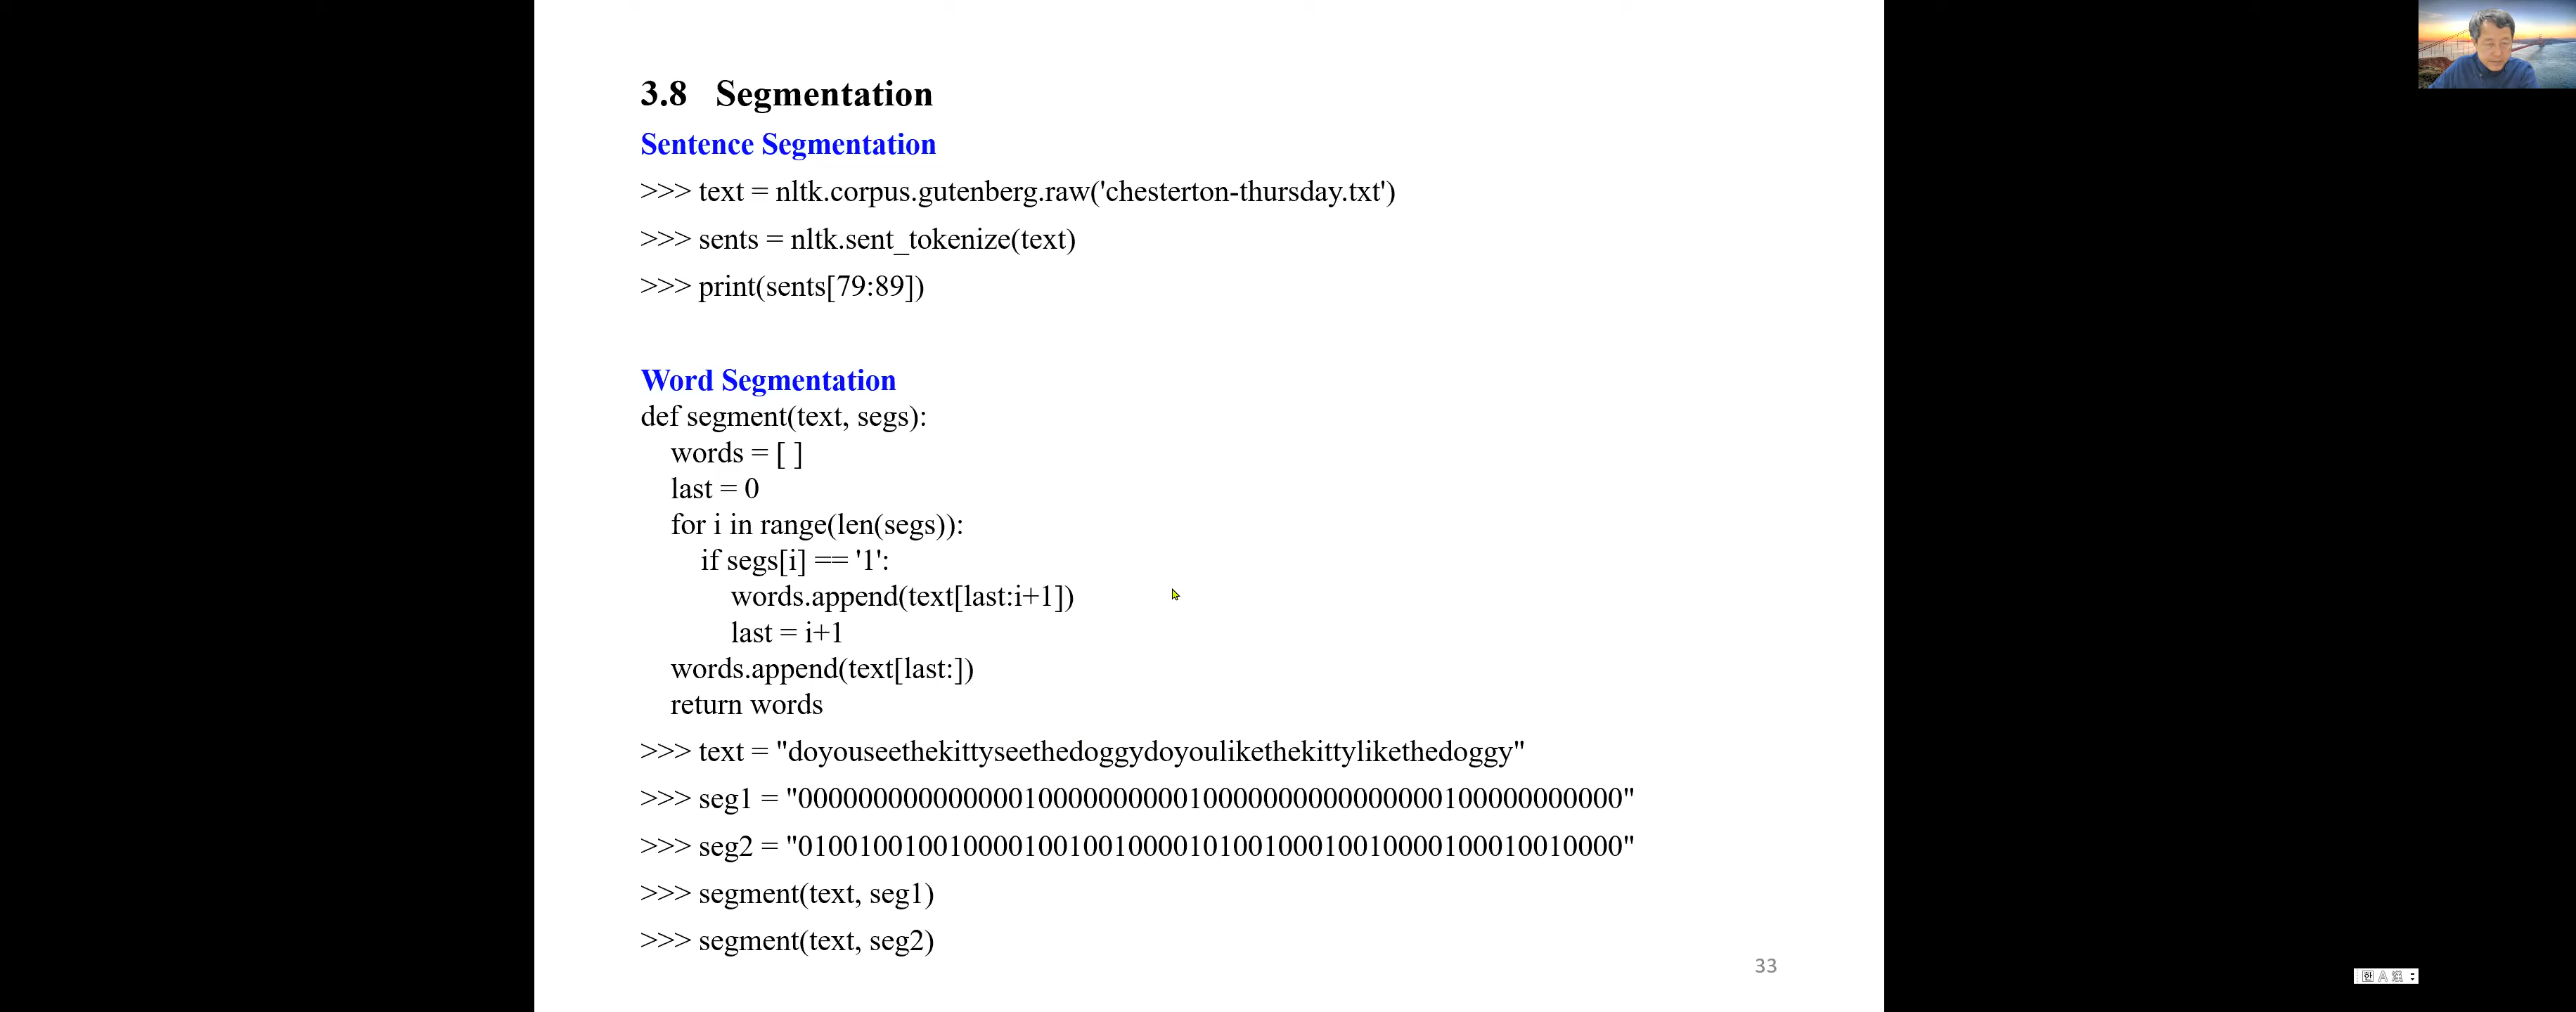 3.8 Segmentation
Sentence Segmentation
>>> text = nltk.corpus.gutenberg.raw('chesterton-thursday.txt')
>>> sents = nltk.sent_tokenize(text)
>>> print(sents[79:89])
Word Segmentation
def segment(text, segs):
words = [ ]
last = 0
for i in range(len(segs)):
if segs[i] == '1':
words.append(text[last:i+1])
last = i+1
words.append(text[last:])
return words
>>> text = "doyouseethekittyseethedoggydoyoulikethekittylikethedoggy"
>>> seg1 = "0000000000000001000000000010000000000000000100000000000"
>>> seg2 = "0100100100100001001001000010100100010010000100010010000"
>>> segment(text, seg1)
>>> segment(text, seg2)
33
한 A 漢